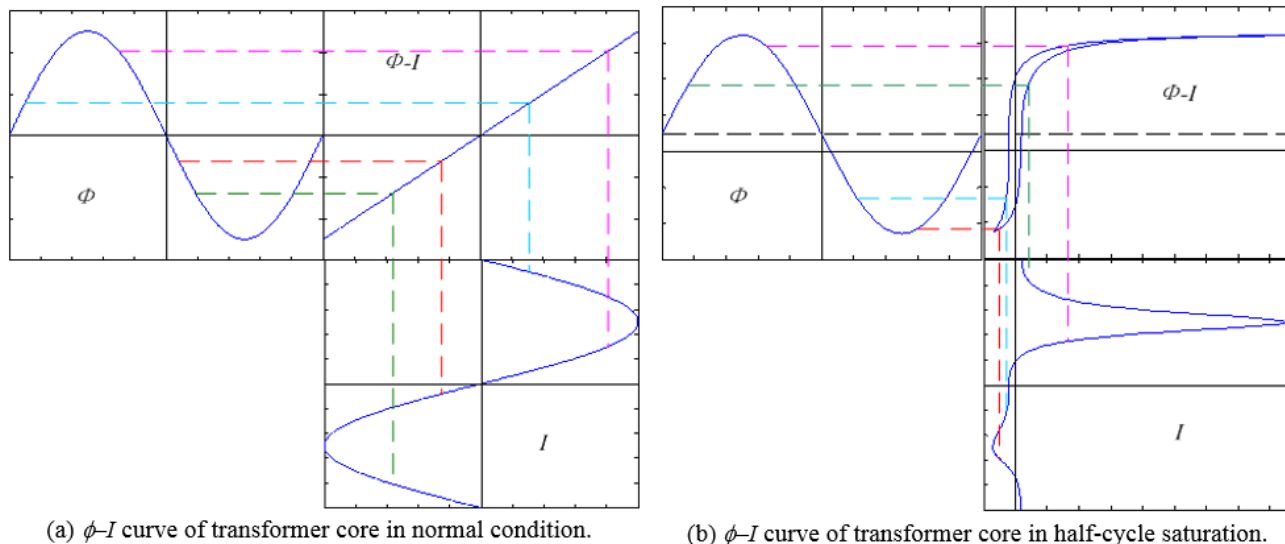 Φ-I
Φ
I
(a) ϕ–I curve of transformer core in normal condition.
Φ-I
Φ
I
(b) ϕ–I curve of transformer core in half-cycle saturation.